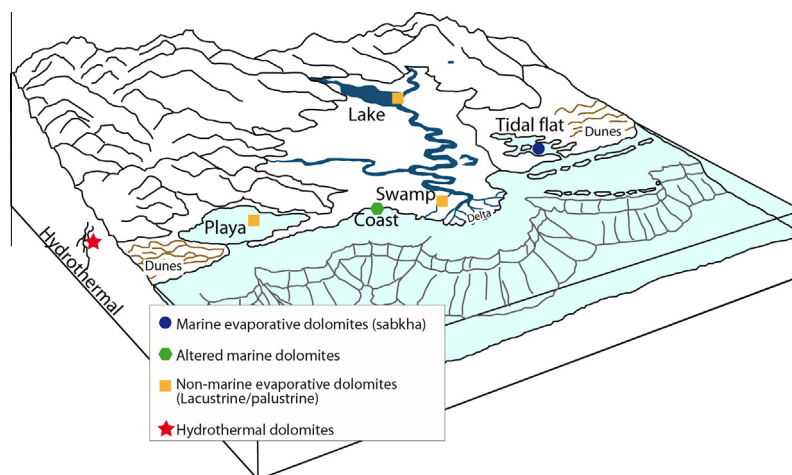 Lake
Tidal flat
Dunes
Swamp
Delta
Coast
Playa
Dunes
Hydrothermal
Marine evaporative dolomites (sabkha)
Altered marine dolomites
Non-marine evaporative dolomites
(Lacustrine/palustrine)
Hydrothermal dolomites